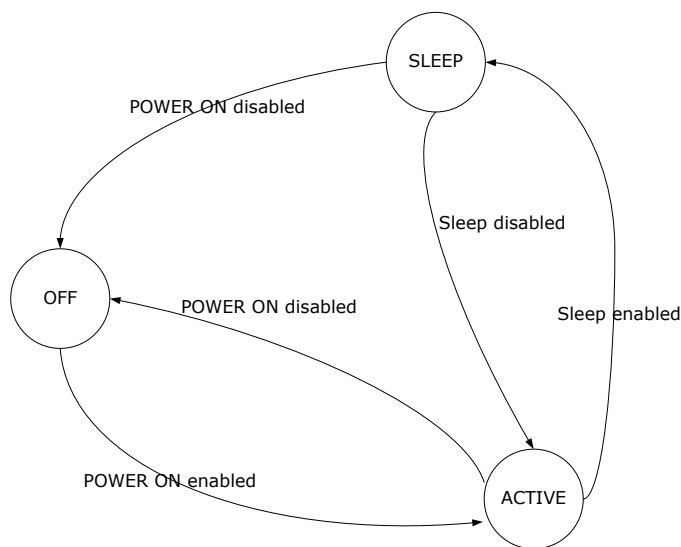 SLEEP
POWER ON disabled
Sleep disabled
OFF
POWER ON disabled
Sleep enabled
POWER ON enabled
ACTIVE